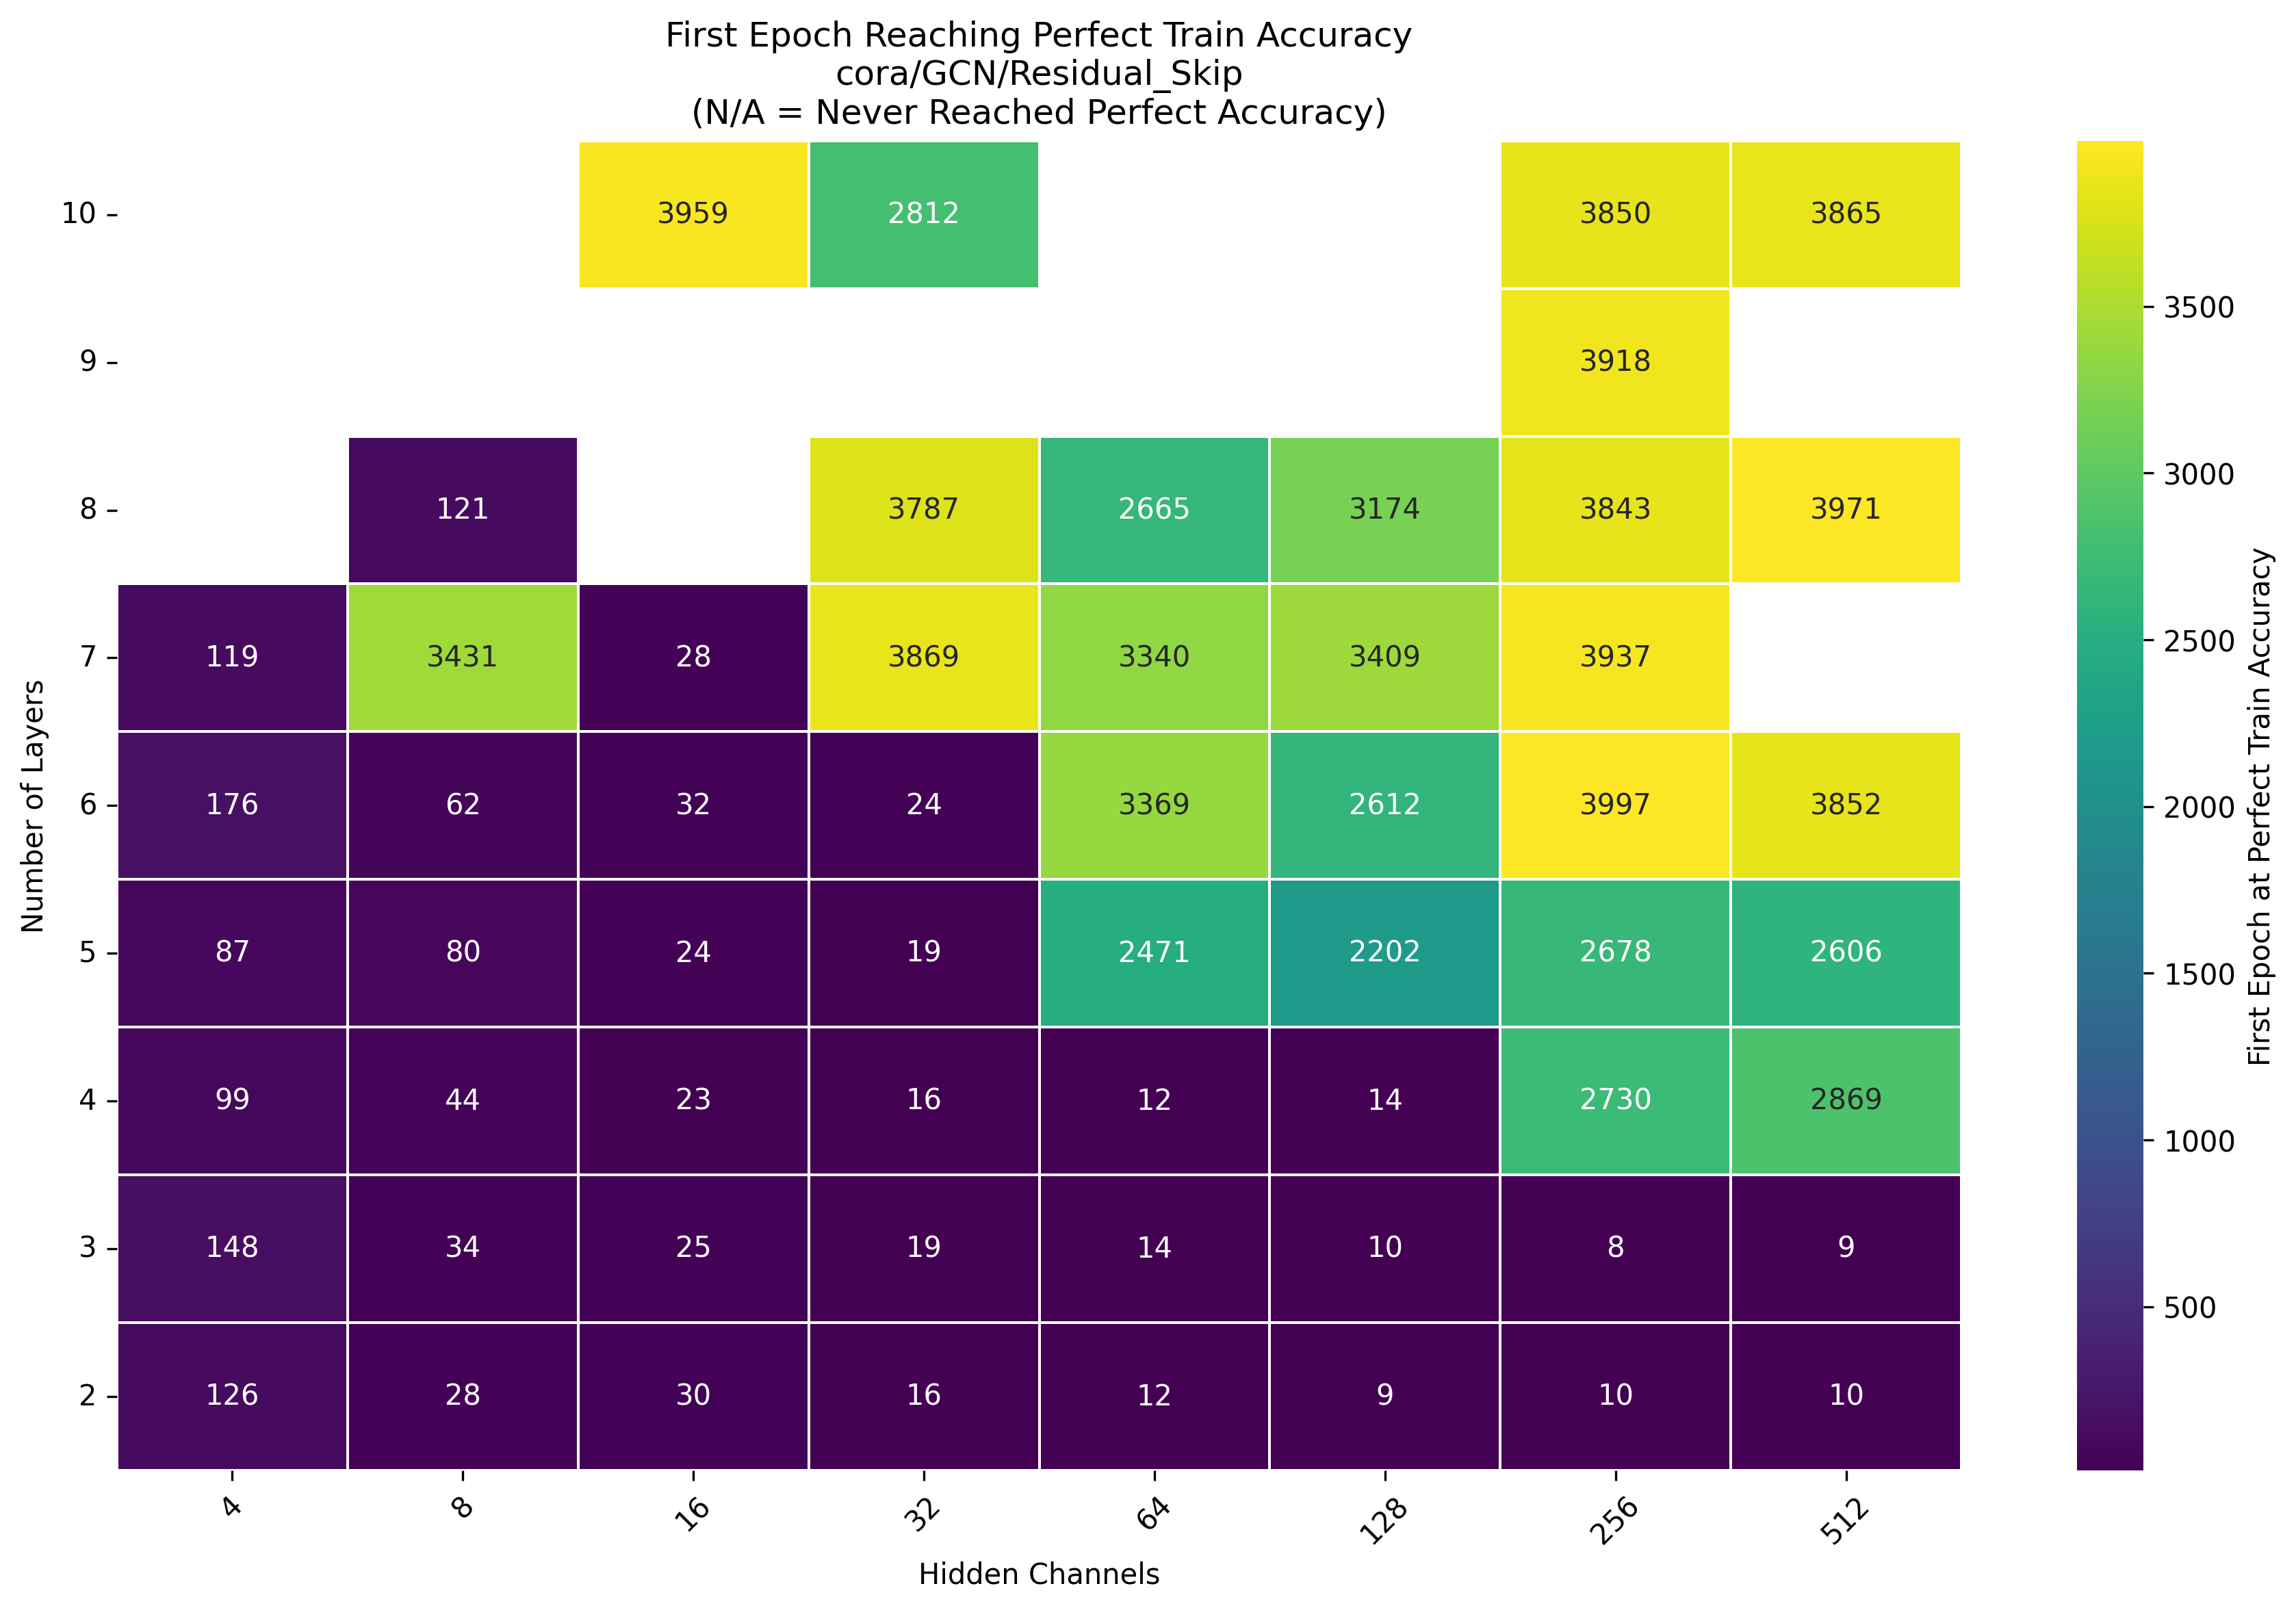 First Epoch Reaching Perfect Train Accuracy
cora/GCN/Residual_Skip
(N/A = Never Reached Perfect Accuracy)
10 3959 2812 3850 3865
9 3918
8 121 3787 2665 3174 3843 3971
7 119 3431 28 3869 3340 3409 3937
6 176 62 32 24 3369 2612 3997 3852
5 87 80 24 19 2471 2202 2678 2606
4 99 44 23 16 12 14 2730 2869
3 148 34 25 19 14 10 8 9
2 126 28 30 16 12 9 10 10
4 8 16 32 64 128 256 512
Hidden Channels
Number of Layers
3500
3000
2500
2000
1500
1000
500
First Epoch at Perfect Train Accuracy